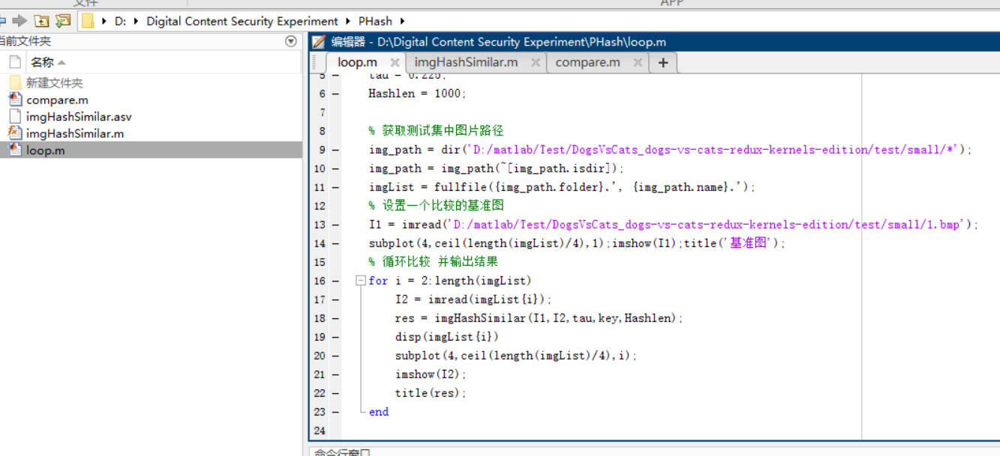 文件
APP
D: Digital Content Security Experiment PHash
当前文件夹
名称
新建文件夹
compare.m
imgHashSimilar.asv
imgHashSimilar.m
loop.m
编辑器 - D:\Digital Content Security Experiment\PHash\loop.m
loop.m × imgHashSimilar.m × compare.m × +
5 tau = 0.225;
6 Hashlen = 1000;
7
8 % 获取测试集中图片路径
9 img_path = dir('D:/matlab/Test/DogsVsCats_dogs-vs-cats-redux-kernels-edition/test/small/*');
10 img_path = img_path(~[img_path.isdir]);
11 imgList = fullfile({img_path.folder}.', {img_path.name}.');
12 % 设置一个比较的基准图
13 I1 = imread('D:/matlab/Test/DogsVsCats_dogs-vs-cats-redux-kernels-edition/test/small/1.bmp');
14 subplot(4,ceil(length(imgList)/4),1);imshow(I1);title('基准图');
15 % 循环比较 并输出结果
16 for i = 2:length(imgList)
17 I2 = imread(imgList{i});
18 res = imgHashSimilar(I1,I2,tau,key,Hashlen);
19 disp(imgList{i})
20 subplot(4,ceil(length(imgList)/4),i);
21 imshow(I2);
22 title(res);
23 end
24
命令行窗口